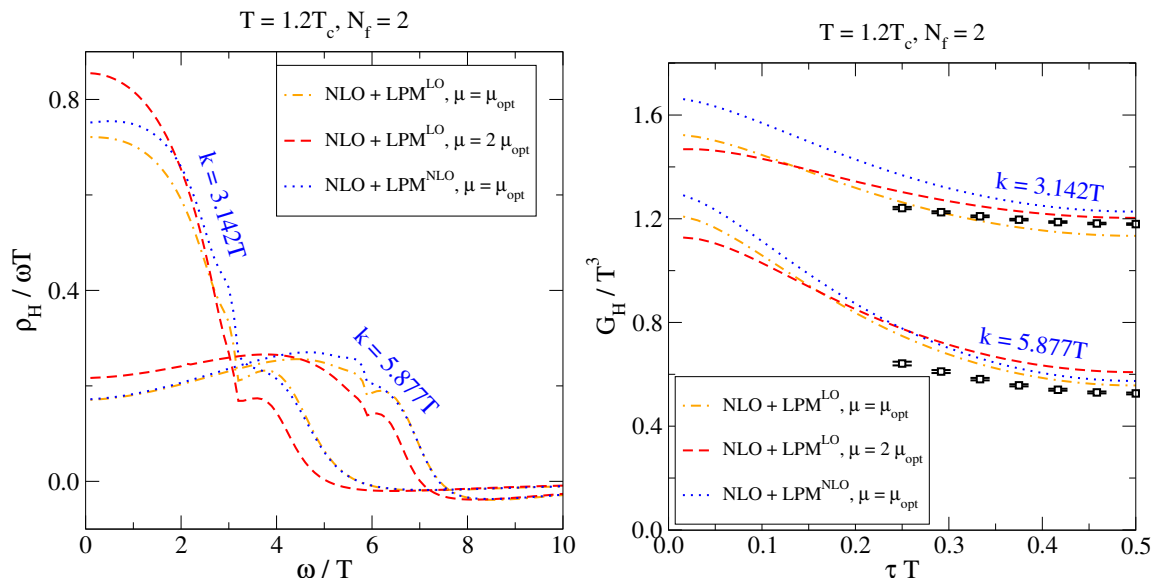 T = 1.2T_c, N_f = 2
ρ_H / ωT
0.8
0.4
0.0
NLO + LPM^LO, μ = μ_opt
NLO + LPM^LO, μ = 2 μ_opt
NLO + LPM^NLO, μ = μ_opt
k = 3.142T
k = 5.877T
0 2 4 6 8 10
ω / T
T = 1.2T_c, N_f = 2
G_H / T^3
1.6
1.2
0.8
0.4
0.0
k = 3.142T
k = 5.877T
NLO + LPM^LO, μ = μ_opt
NLO + LPM^LO, μ = 2 μ_opt
NLO + LPM^NLO, μ = μ_opt
0.0 0.1 0.2 0.3 0.4 0.5
τ T